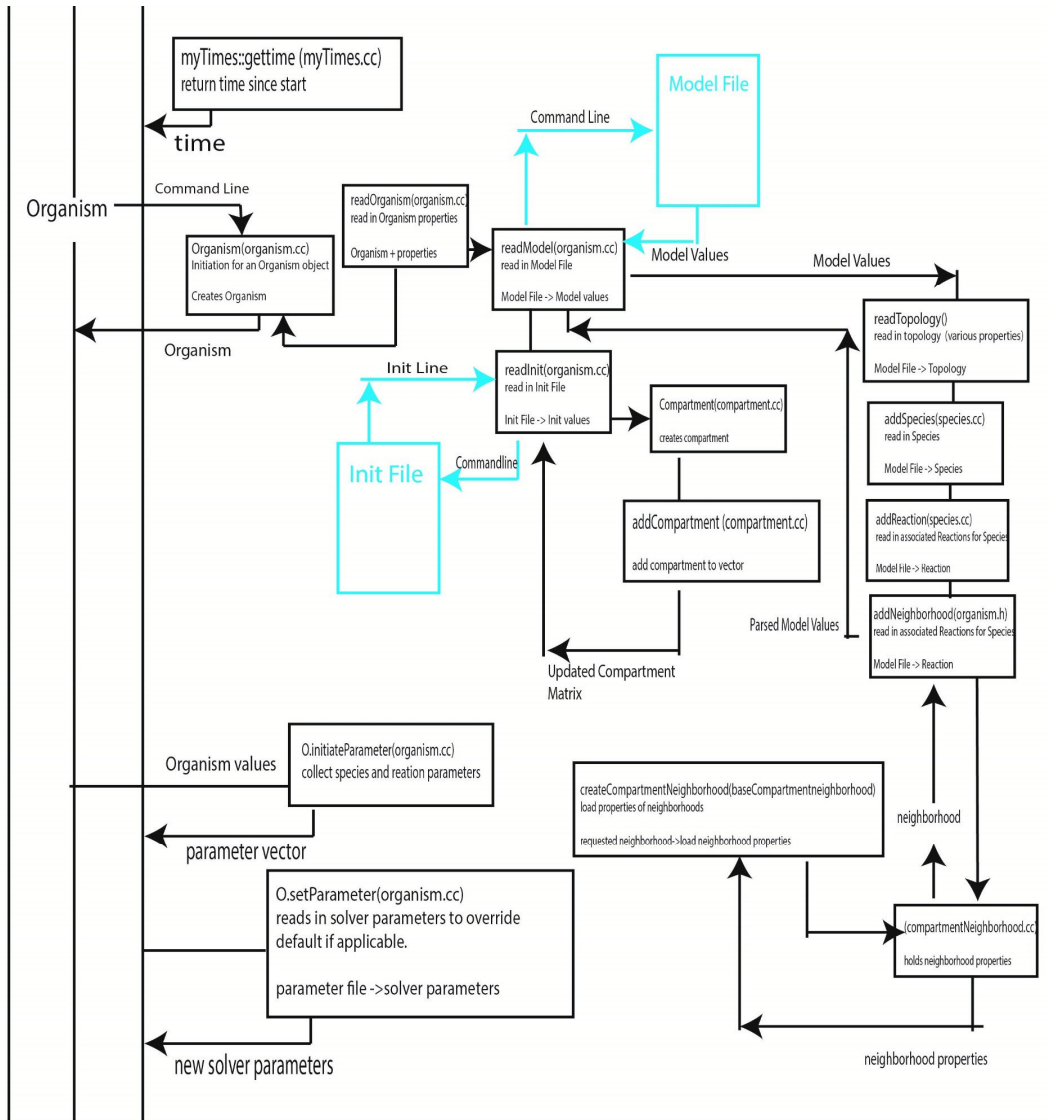 myTimes::gettime (myTimes.cc)
return time since start
time
Model File
Command Line
Organism
Command Line
Organism(organism.cc)
Initiation for an Organism object
Creates Organism
Organism
readOrganism(organism.cc)
read in Organism properties
Organism + properties
readModel(organism.cc)
read in Model File
Model File -> Model values
Model Values
Model Values
readTopology()
read in topology (various properties)
Model File -> Topology
Init Line
readInit(organism.cc)
read in Init File
Init File -> Init values
Commandline
Init File
Compartment(compartment.cc)
creates compartment
addCompartment (compartment.cc)
add compartment to vector
Updated Compartment
Matrix
addSpecies(species.cc)
read in Species
Model File -> Species
addReaction(species.cc)
read in associated Reactions for Species
Model File -> Reaction
addNeighborhood(organism.h)
read in associated Reactions for Species
Model File -> Reaction
Parsed Model Values
Organism values
O.initiateParameter(organism.cc)
collect species and reation parameters
parameter vector
createCompartmentNeighborhood(baseCompartmentneighborhood)
load properties of neighborhoods
requested neighborhood->load neighborhood properties
neighborhood
O.setParameter(organism.cc)
reads in solver parameters to override
default if applicable.
parameter file ->solver parameters
new solver parameters
(compartmentNeighborhood.cc)
holds neighborhood properties
neighborhood properties